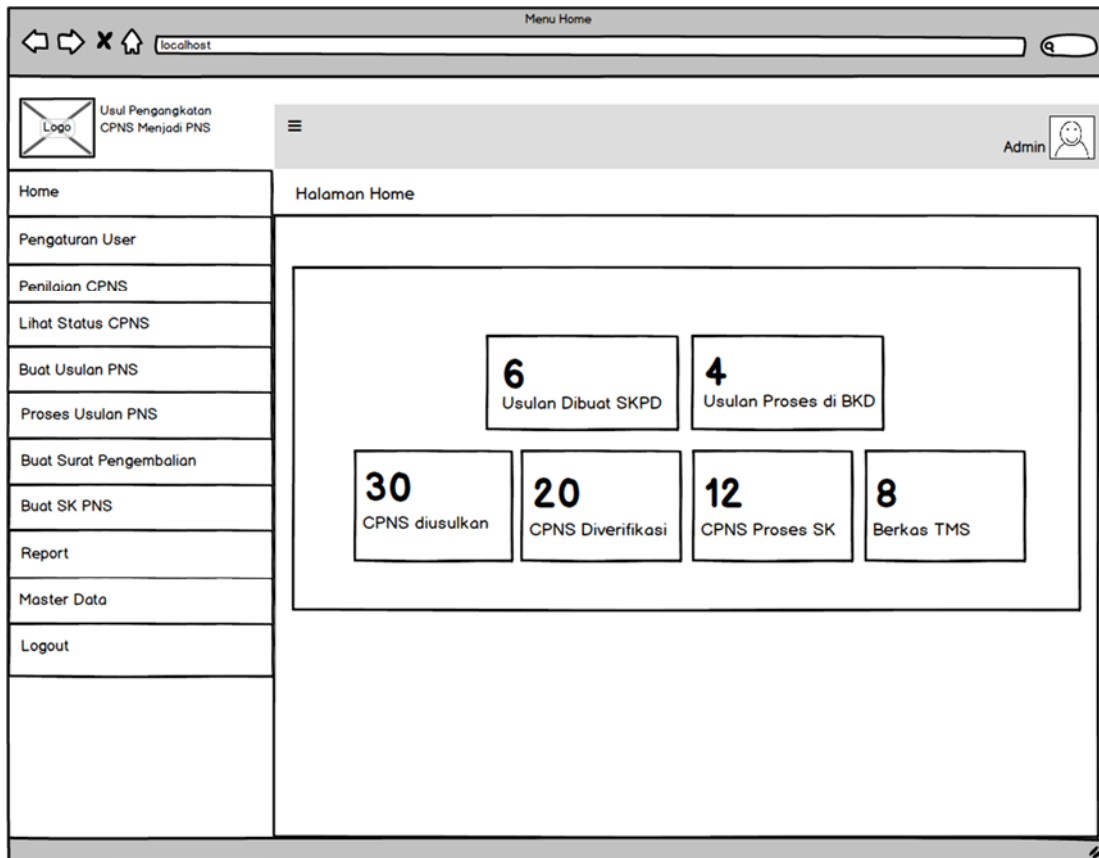 Menu Home
localhost
Logo
Usul Pengangkatan
CPNS Menjadi PNS
Admin
Home
Pengaturan User
Penilaian CPNS
Lihat Status CPNS
Buat Usulan PNS
Proses Usulan PNS
Buat Surat Pengembalian
Buat SK PNS
Report
Master Data
Logout
Halaman Home
6
Usulan Dibuat SKPD
4
Usulan Proses di BKD
30
CPNS diusulkan
20
CPNS Diverifikasi
12
CPNS Proses SK
8
Berkas TMS